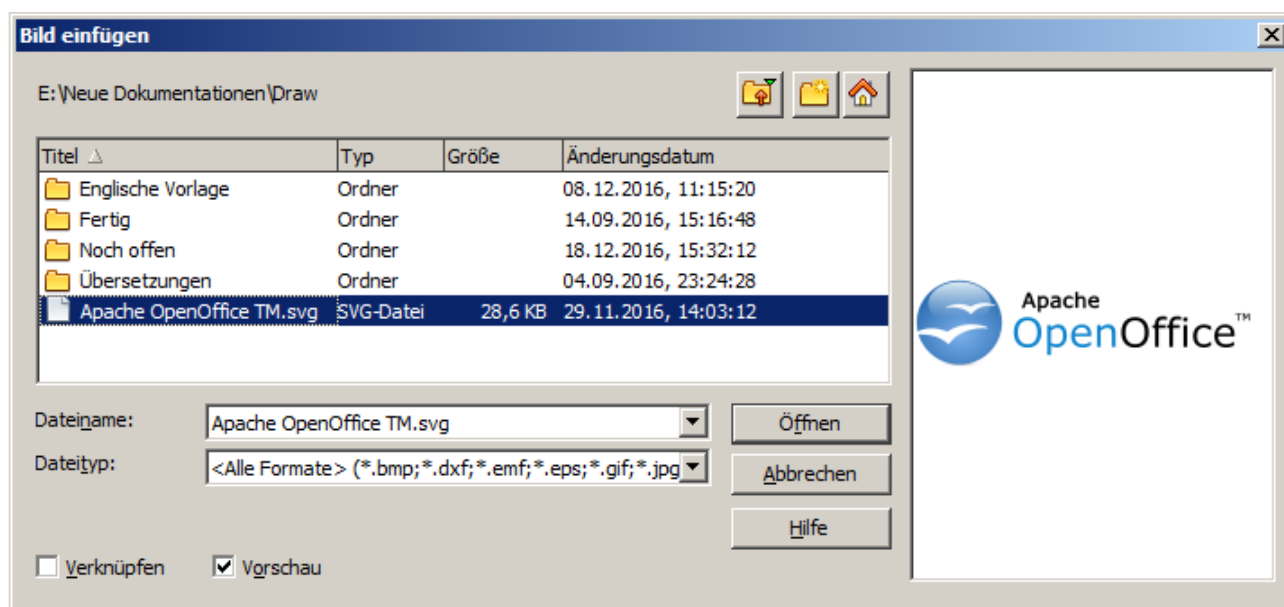 Bild einfügen
E:\Neue Dokumentationen\Draw
Titel Typ Größe Änderungsdatum
Englische Vorlage Ordner 08.12.2016, 11:15:20
Fertig Ordner 14.09.2016, 15:16:48
Noch offen Ordner 18.12.2016, 15:32:12
Übersetzungen Ordner 04.09.2016, 23:24:28
Apache OpenOffice TM.svg SVG-Datei 28,6 KB 29.11.2016, 14:03:12
Apache
OpenOffice™
Dateiname: Apache OpenOffice TM.svg Öffnen
Dateityp: <Alle Formate> (*.bmp;*.dxf;*.emf;*.eps;*.gif;*.jpg Abbrechen
Hilfe
Verknüpfen Vorschau